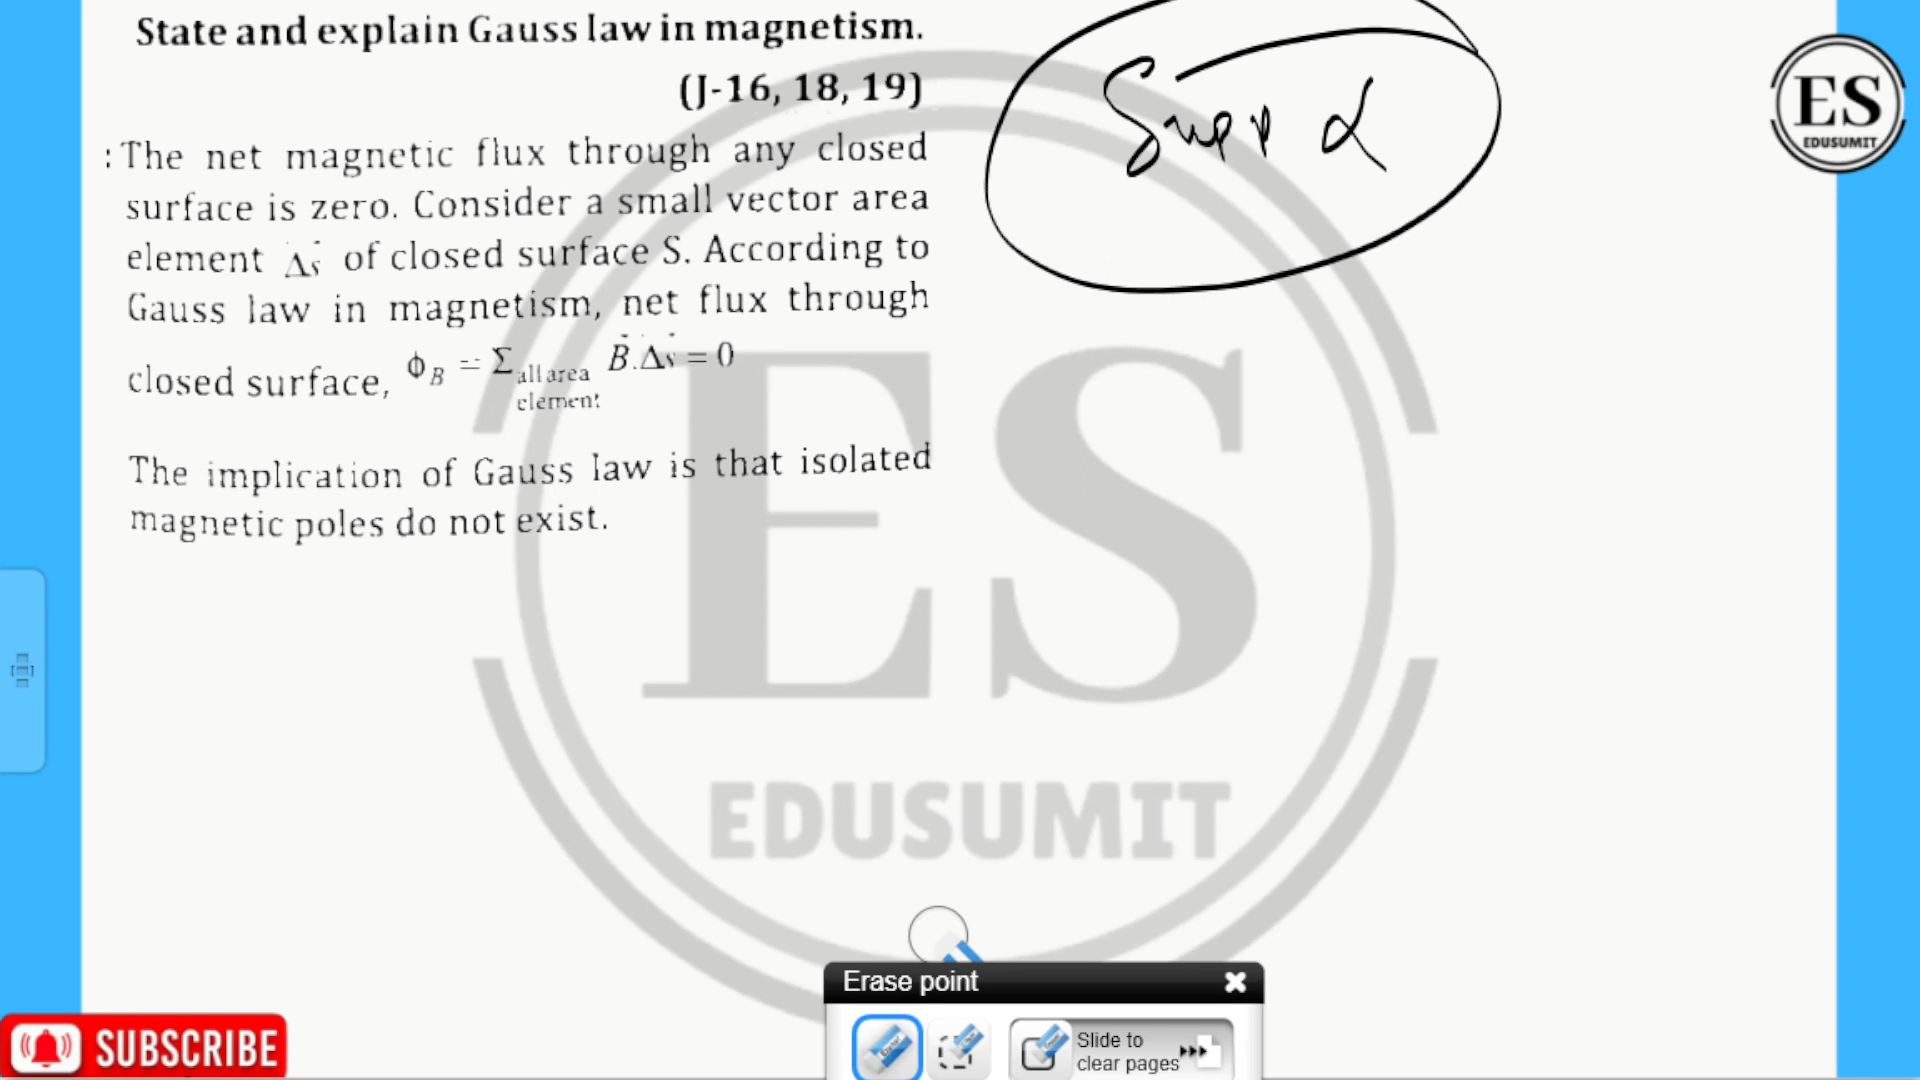 State and explain Gauss law in magnetism.
(J-16, 18, 19)
: The net magnetic flux through any closed
surface is zero. Consider a small vector area
element Δs of closed surface S. According to
Gauss law in magnetism, net flux through
closed surface, ϕB = Σ all area element B.Δs = 0
The implication of Gauss law is that isolated
magnetic poles do not exist.
Supp
ES
EDUSUMIT
ES
EDUSUMIT
SUBSCRIBE
Erase point
Slide to
clear pages